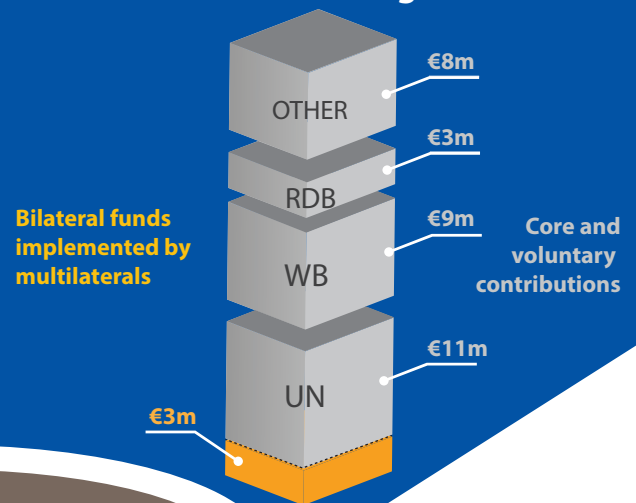 €8m
OTHER
€3m
RDB
Bilateral funds
implemented by
multilaterals
€9m
Core and
voluntary
contributions
WB
€11m
UN
€3m